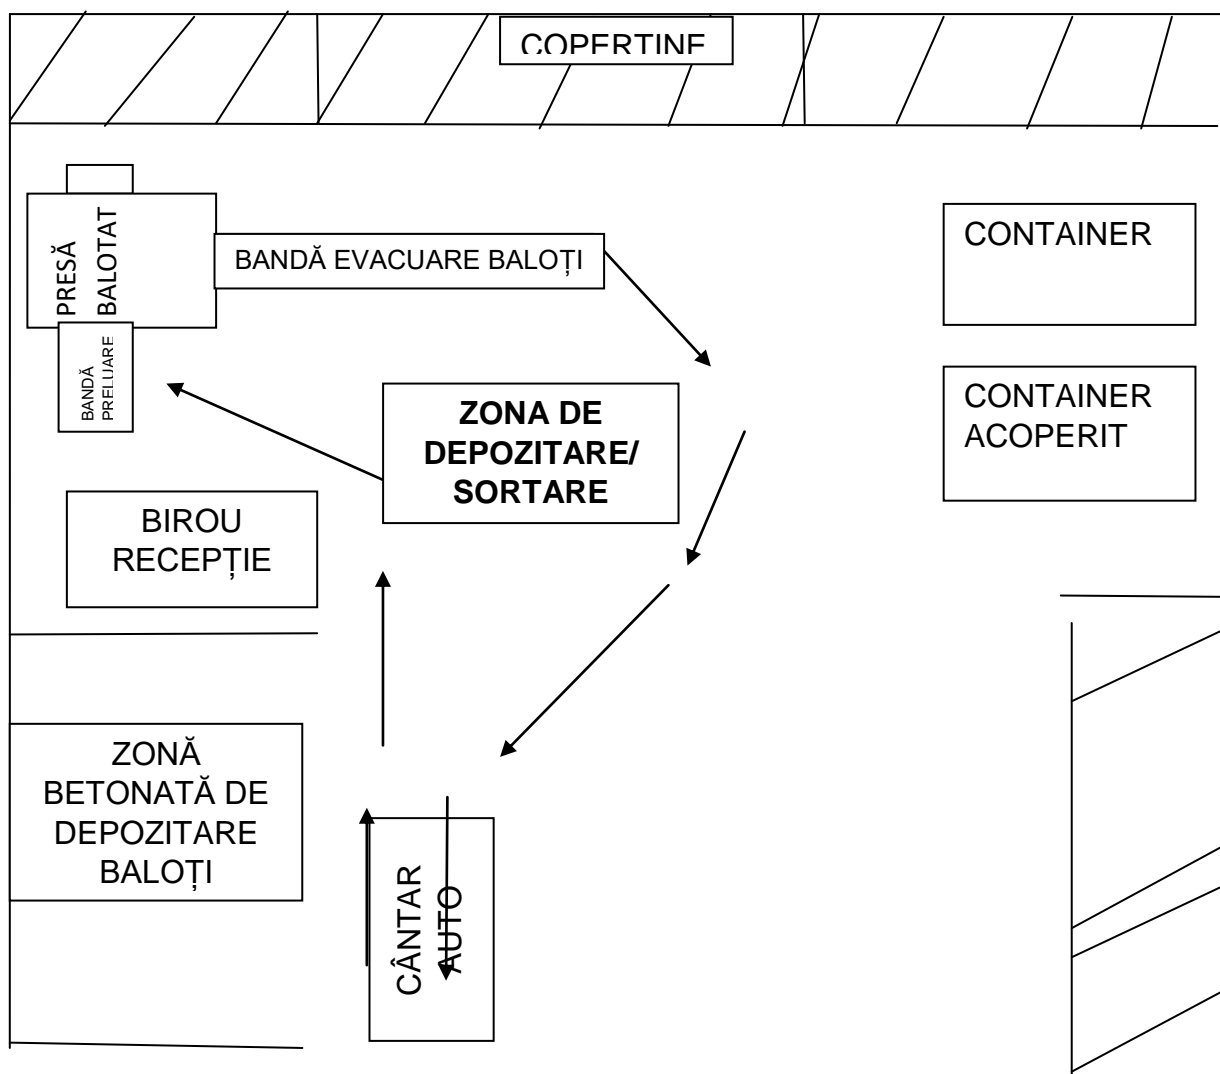 COPERTINE
PRESĂ
BALOTAT
BANDĂ EVACUARE BALOȚI
CONTAINER
BANDĂ
PRELUARE
ZONA DE
DEPOZITARE/
SORTARE
CONTAINER
ACOPERIT
BIROU
RECEPȚIE
ZONĂ
BETONATĂ DE
DEPOZITARE
BALOȚI
CÂNTAR
AUTO